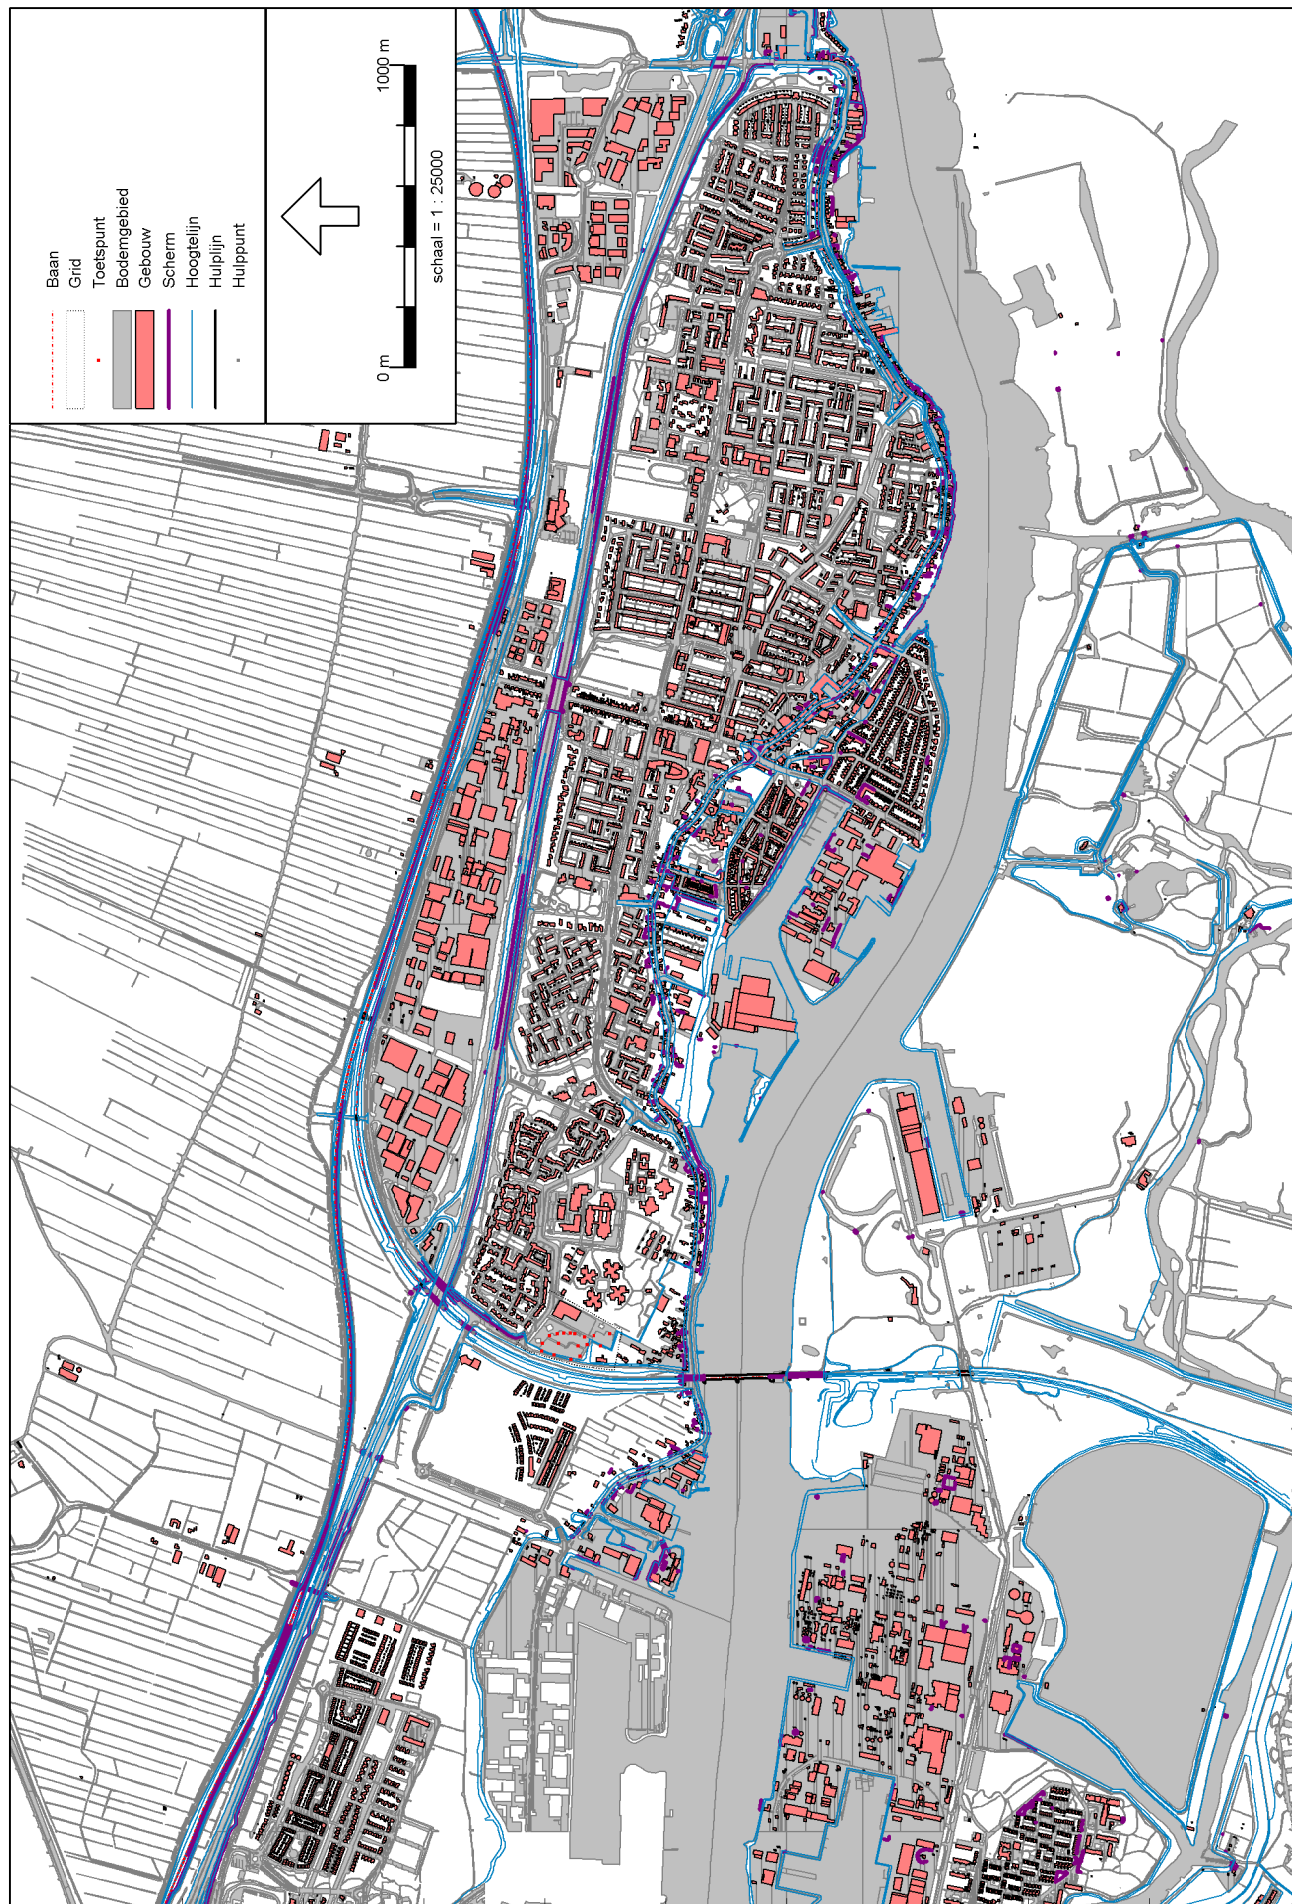 Baan
Grid
Toetspunt
Bodemgebied
Gebouw
Scherm
Hoogtelijn
Hulplijn
Hulppunt
0 m
1000 m
schaal = 1 : 25000